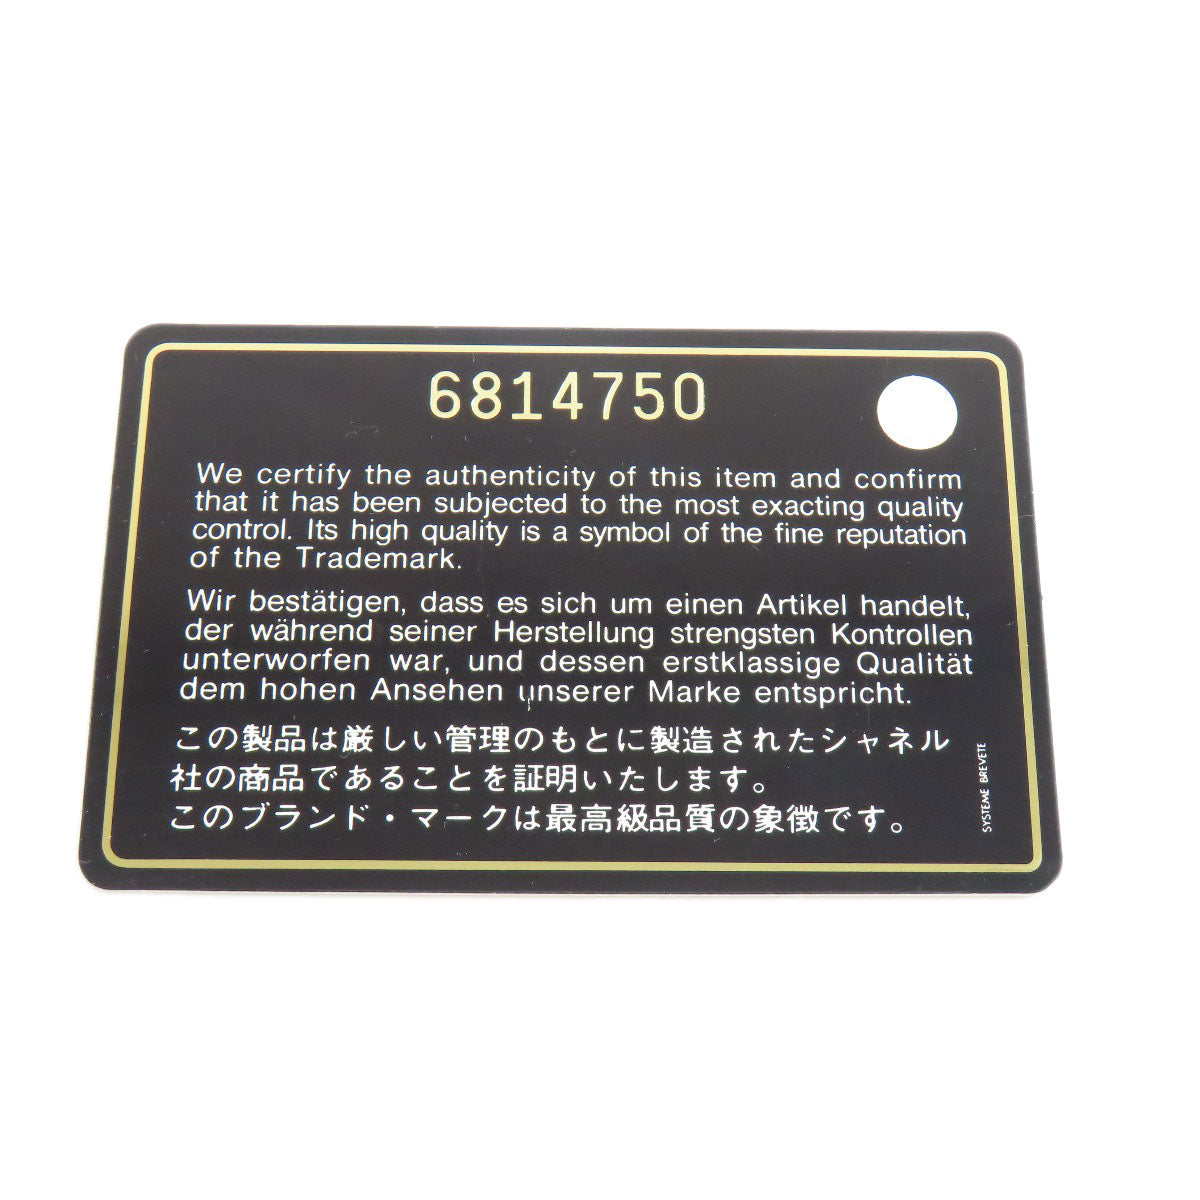 6814750
We certify the authenticity of this item and confirm
that it has been subjected to the most exacting quality
control. Its high quality is a symbol of the fine reputation
of the Trademark.
Wir bestätigen, dass es sich um einen Artikel handelt,
der während seiner Herstellung strengsten Kontrollen
unterworfen war, und dessen erstklassige Qualität
dem hohen Ansehen unserer Marke entspricht.
この製品は厳しい管理のもとに製造されたシャネル
社の商品であることを証明いたします。
このブランド・マークは最高級品質の象徴です。
SYSTEME BREVETE